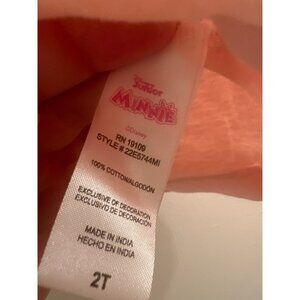 Disney
Junior
MINNIE
©Disney
RN 19109
STYLE # 22E5744MI
100% COTTON/ALGODÓN
EXCLUSIVE OF DECORATION
EXCLUSIVO DE DECORACIÓN
MADE IN INDIA
HECHO EN INDIA
2T